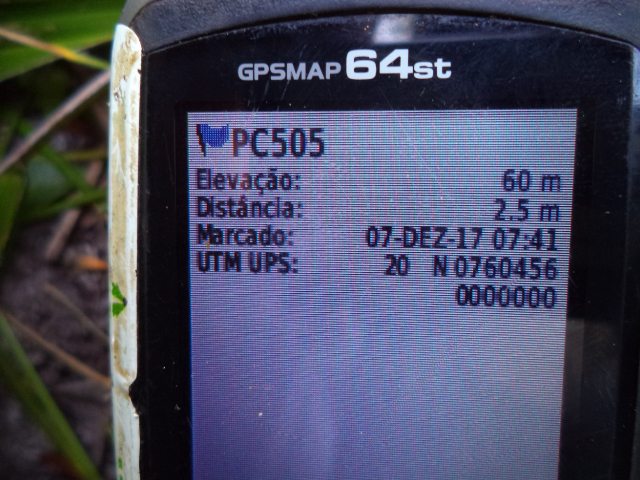 GPSMAP 64st
PC505
Elevação: 60 m
Distância: 2.5 m
Marcado: 07-DEZ-17 07:41
UTM UPS: 20 N 0760456
0000000